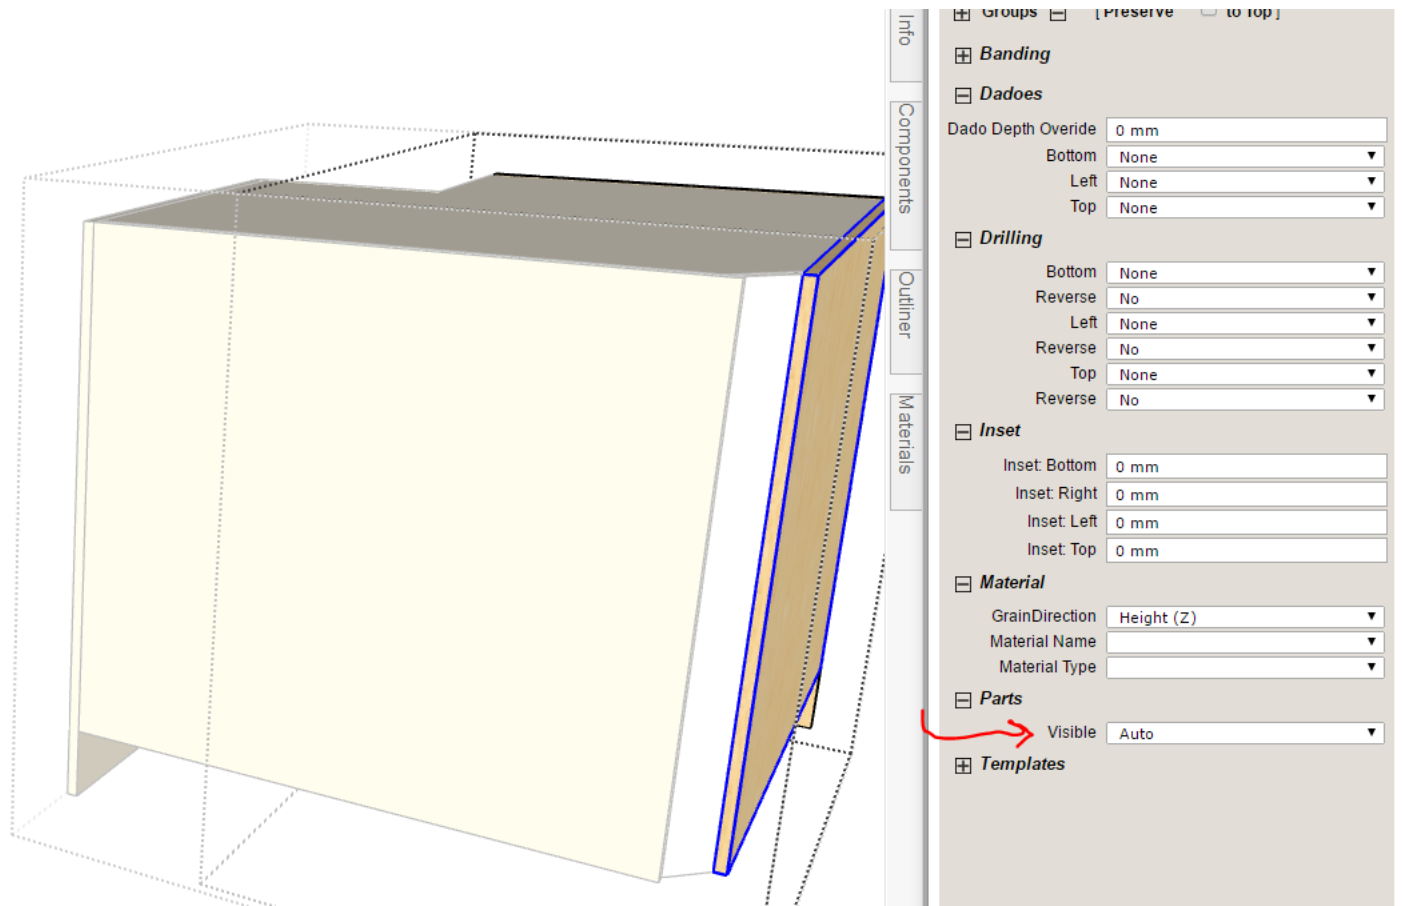 Groups [ Preserve to Top ]
Info
Banding
Dadoes
Dado Depth Overide 0 mm
Components
Bottom None
Left None
Top None
Drilling
Bottom None
Outliner
Reverse No
Left None
Reverse No
Top None
Reverse No
Materials
Inset
Inset: Bottom 0 mm
Inset: Right 0 mm
Inset: Left 0 mm
Inset: Top 0 mm
Material
GrainDirection Height (Z)
Material Name
Material Type
Parts
Visible Auto
Templates